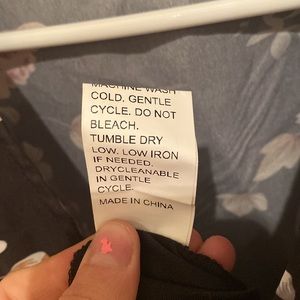 MACHINE WASH
COLD. GENTLE
CYCLE. DO NOT
BLEACH.
TUMBLE DRY
LOW. LOW IRON
IF NEEDED.
DRYCLEANABLE
IN GENTLE
CYCLE.
MADE IN CHINA